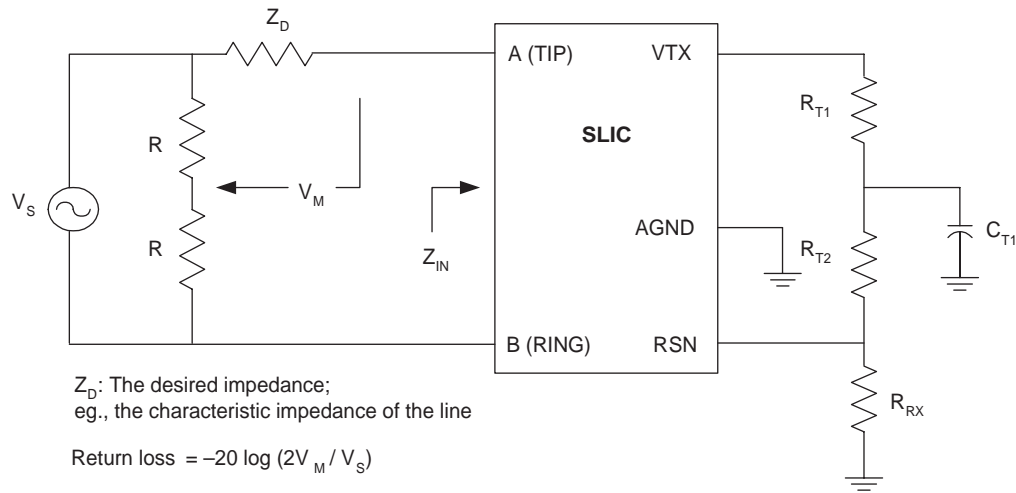 Z_D
A (TIP)
VTX
R_T1
SLIC
R
V_M
V_S
R
Z_IN
AGND
R_T2
C_T1
B (RING)
RSN
R_RX
Z_D: The desired impedance;
eg., the characteristic impedance of the line
Return loss = –20 log (2V_M / V_S)